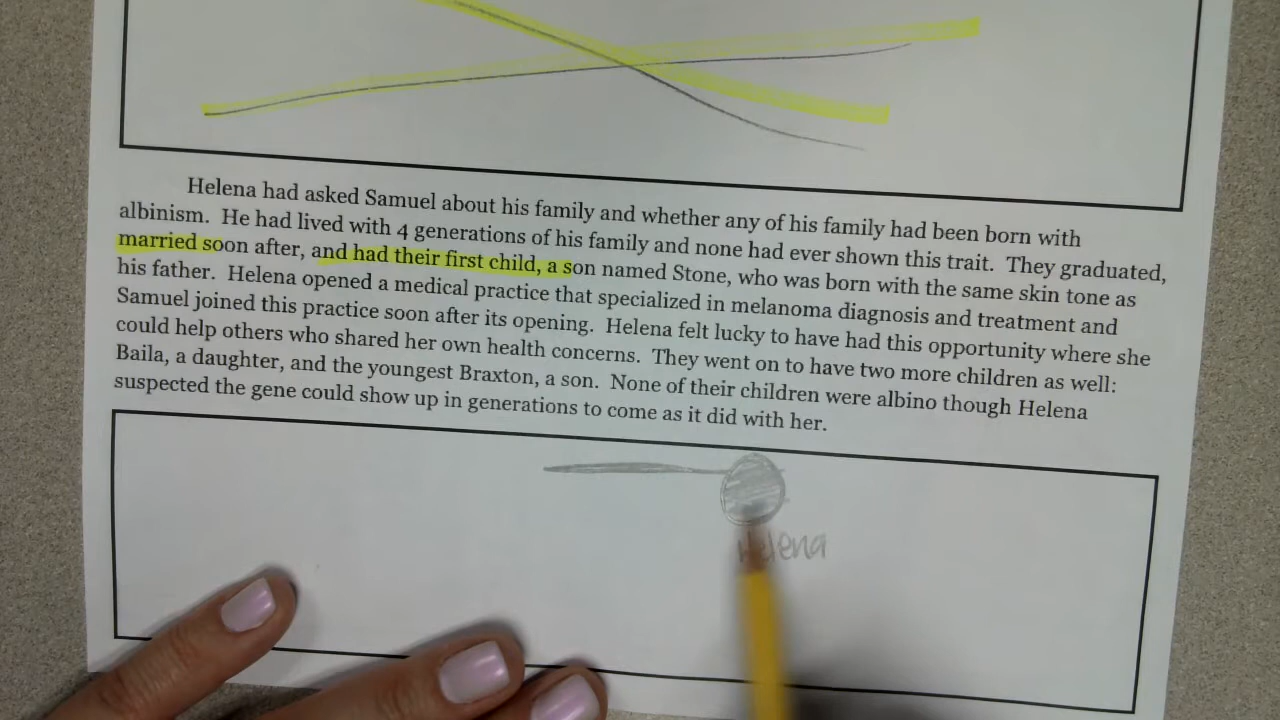 Helena had asked Samuel about his family and whether any of his family had been born with
albinism. He had lived with 4 generations of his family and none had ever shown this trait. They graduated,
married soon after, and had their first child, a son named Stone, who was born with the same skin tone as
his father. Helena opened a medical practice that specialized in melanoma diagnosis and treatment and
Samuel joined this practice soon after its opening. Helena felt lucky to have had this opportunity where she
could help others who shared her own health concerns. They went on to have two more children as well:
Baila, a daughter, and the youngest Braxton, a son. None of their children were albino though Helena
suspected the gene could show up in generations to come as it did with her.
Helena